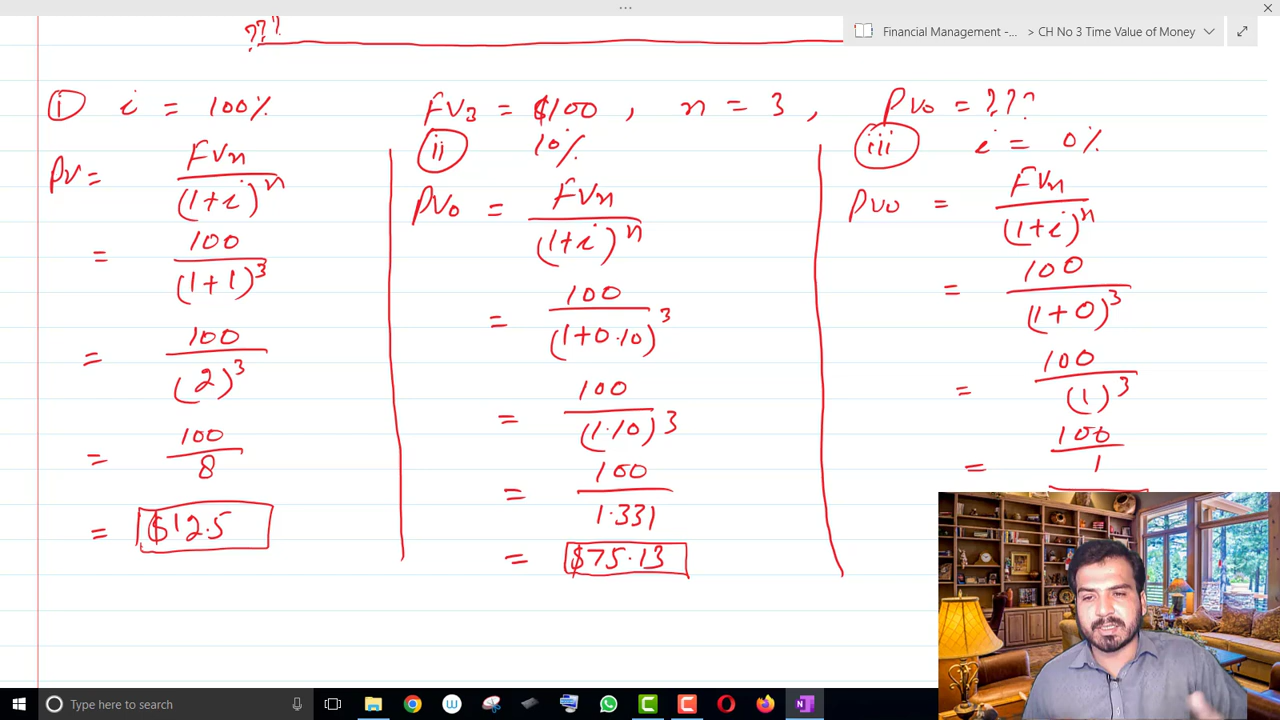 ???
Financial Management -... > CH No 3 Time Value of Money
i i = 100% FV3 = $100 , n = 3 , PV0 = ???
PV = FVn / (1+i)^n
= 100 / (1+1)^3
= 100 / (2)^3
= 100 / 8
= $12.5
ii 10%
PV0 = FVn / (1+i)^n
= 100 / (1+0.10)^3
= 100 / (1.10)^3
= 100 / 1.331
= $75.13
iii i = 0%
PV0 = FVn / (1+i)^n
= 100 / (1+0)^3
= 100 / (1)^3
= 100 / 1
Type here to search